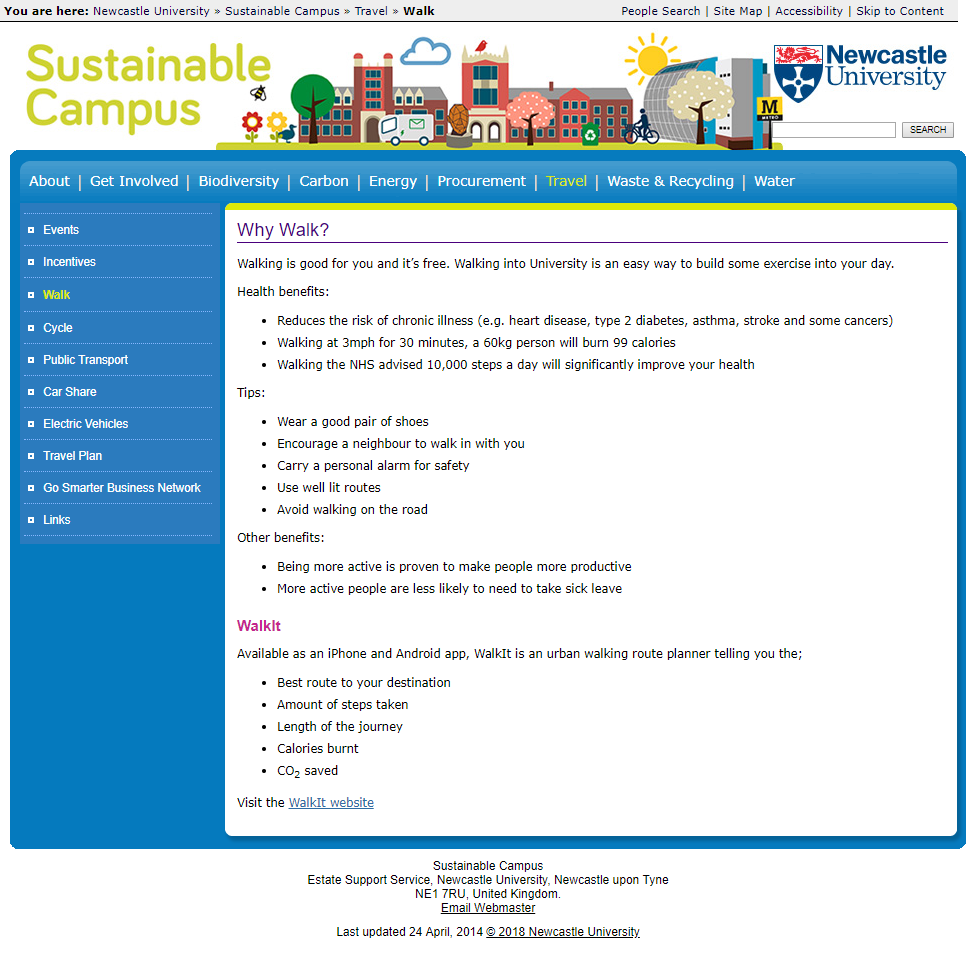 You are here: Newcastle University » Sustainable Campus » Travel » Walk
People Search | Site Map | Accessibility | Skip to Content
Sustainable
Campus
Newcastle
University
M
METRO
SEARCH
About | Get Involved | Biodiversity | Carbon | Energy | Procurement | Travel | Waste & Recycling | Water
Events
Incentives
Walk
Cycle
Public Transport
Car Share
Electric Vehicles
Travel Plan
Go Smarter Business Network
Links
Why Walk?
Walking is good for you and it’s free. Walking into University is an easy way to build some exercise into your day.
Health benefits:
• Reduces the risk of chronic illness (e.g. heart disease, type 2 diabetes, asthma, stroke and some cancers)
• Walking at 3mph for 30 minutes, a 60kg person will burn 99 calories
• Walking the NHS advised 10,000 steps a day will significantly improve your health
Tips:
• Wear a good pair of shoes
• Encourage a neighbour to walk in with you
• Carry a personal alarm for safety
• Use well lit routes
• Avoid walking on the road
Other benefits:
• Being more active is proven to make people more productive
• More active people are less likely to need to take sick leave
WalkIt
Available as an iPhone and Android app, WalkIt is an urban walking route planner telling you the;
• Best route to your destination
• Amount of steps taken
• Length of the journey
• Calories burnt
• CO₂ saved
Visit the WalkIt website
Sustainable Campus
Estate Support Service, Newcastle University, Newcastle upon Tyne
NE1 7RU, United Kingdom.
Email Webmaster
Last updated 24 April, 2014 © 2018 Newcastle University